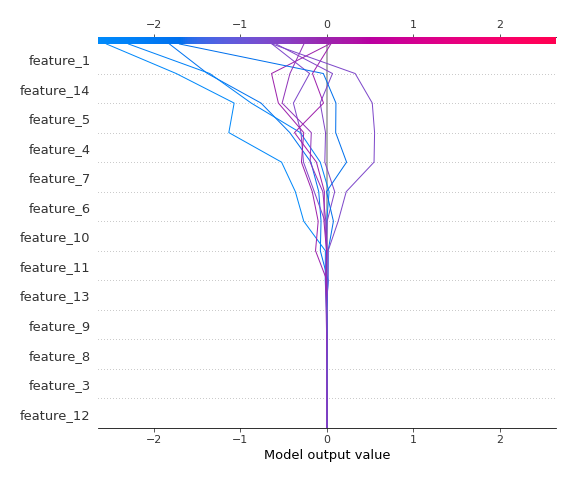 −2 −1 0 1 2
feature_1
feature_14
feature_5
feature_4
feature_7
feature_6
feature_10
feature_11
feature_13
feature_9
feature_8
feature_3
feature_12
−2 −1 0 1 2
Model output value